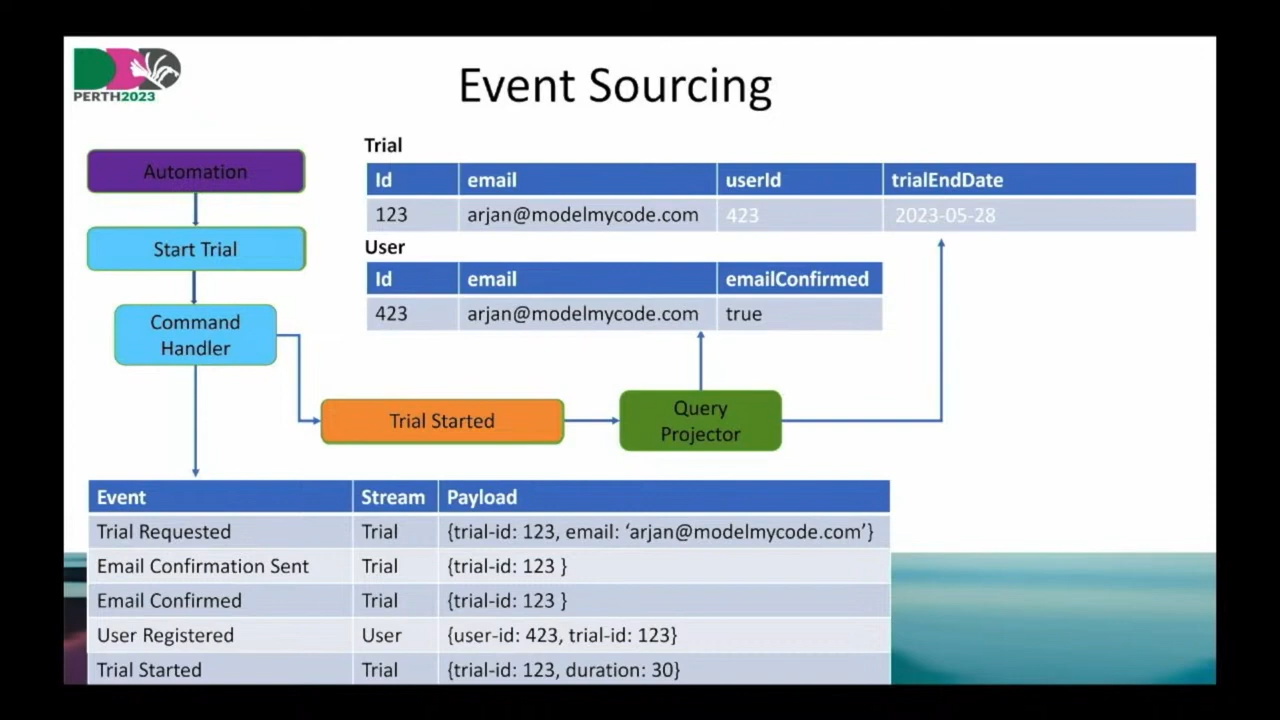 DDD
PERTH2023
Event Sourcing
Automation
Start Trial
Command
Handler
Trial
Id email userId trialEndDate
123 arjan@modelmycode.com 423 2023-05-28
User
Id email emailConfirmed
423 arjan@modelmycode.com true
Trial Started
Query
Projector
Event Stream Payload
Trial Requested Trial {trial-id: 123, email: ‘arjan@modelmycode.com’}
Email Confirmation Sent Trial {trial-id: 123 }
Email Confirmed Trial {trial-id: 123 }
User Registered User {user-id: 423, trial-id: 123}
Trial Started Trial {trial-id: 123, duration: 30}